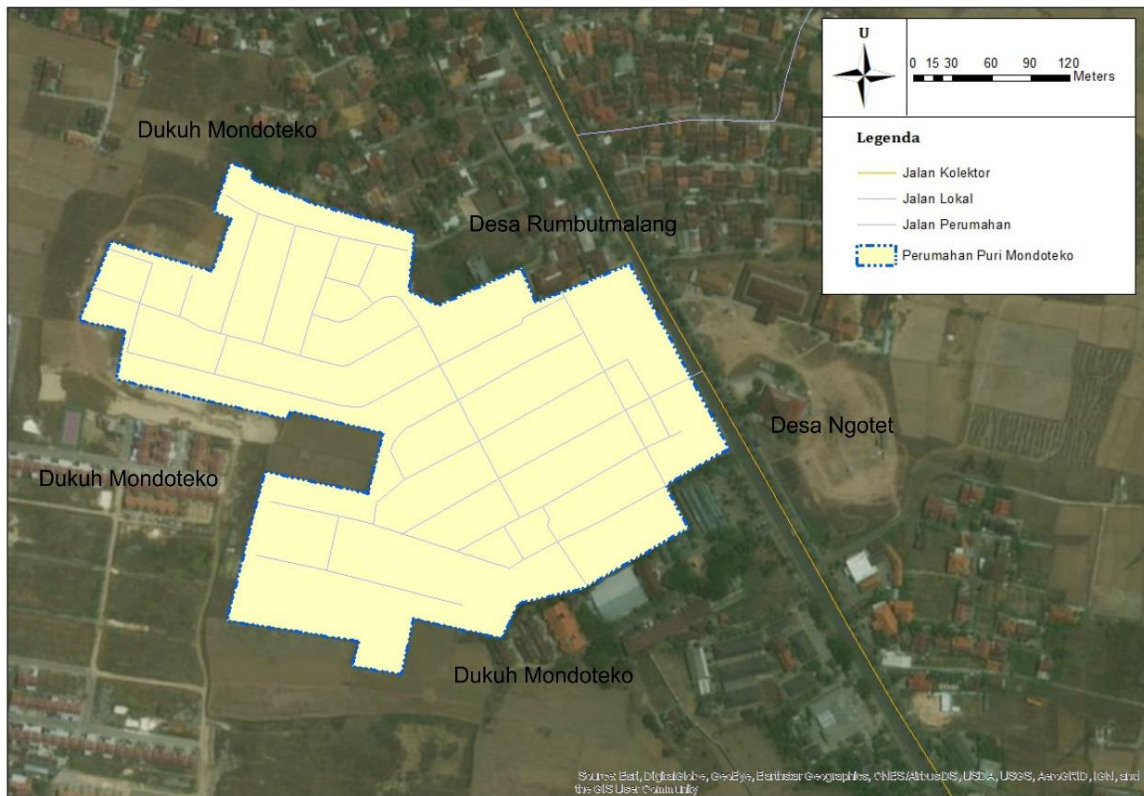 U
0 15 30 60 90 120
Meters
Legenda
Jalan Kolektor
Jalan Lokal
Jalan Perumahan
Perumahan Puri Mondoteko
Dukuh Mondoteko
Desa Rumbutmalang
Desa Ngotet
Dukuh Mondoteko
Dukuh Mondoteko
Source: Esri, DigitalGlobe, GeoEye, Earthstar Geographics, CNES/Airbus DS, USDA, USGS, AeroGRID, IGN, and
the GIS User Community